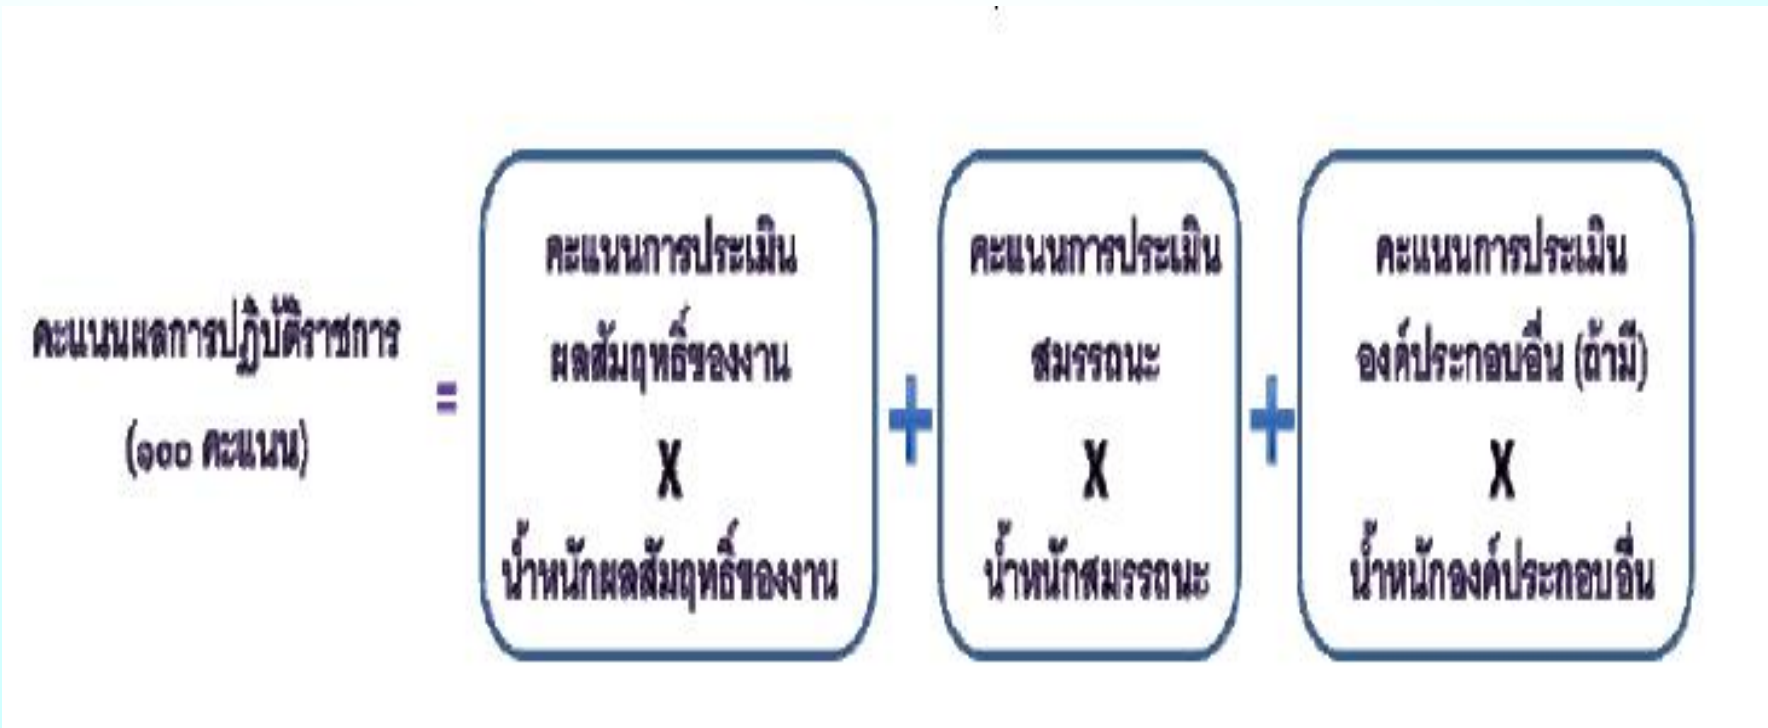 คะแนนผลการปฏิบัติราชการ
(๑๐๐ คะแนน)
=
คะแนนการประเมิน
ผลสัมฤทธิ์ของงาน
X
น้ำหนักผลสัมฤทธิ์ของงาน
+
คะแนนการประเมิน
สมรรถนะ
X
น้ำหนักสมรรถนะ
+
คะแนนการประเมิน
องค์ประกอบอื่น (ถ้ามี)
X
น้ำหนักองค์ประกอบอื่น